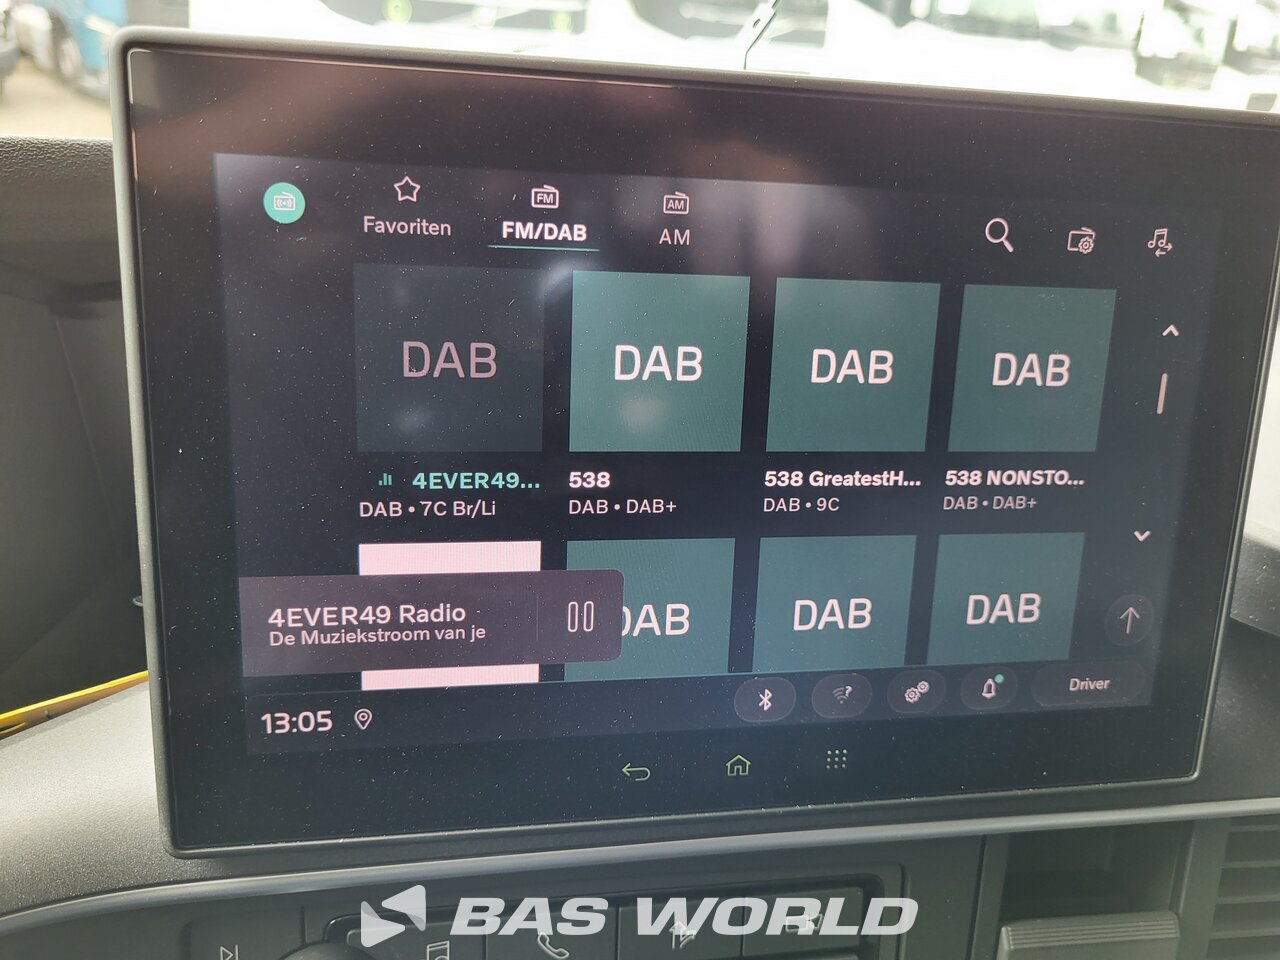 Favoriten
FM
FM/DAB
AM
AM
DAB
DAB
DAB
DAB
4EVER49...
538
538 GreatestH...
538 NONSTO...
DAB • 7C Br/Li
DAB • DAB+
DAB • 9C
DAB • DAB+
4EVER49 Radio
De Muziekstroom van je
DAB
DAB
DAB
13:05
Driver
BAS WORLD